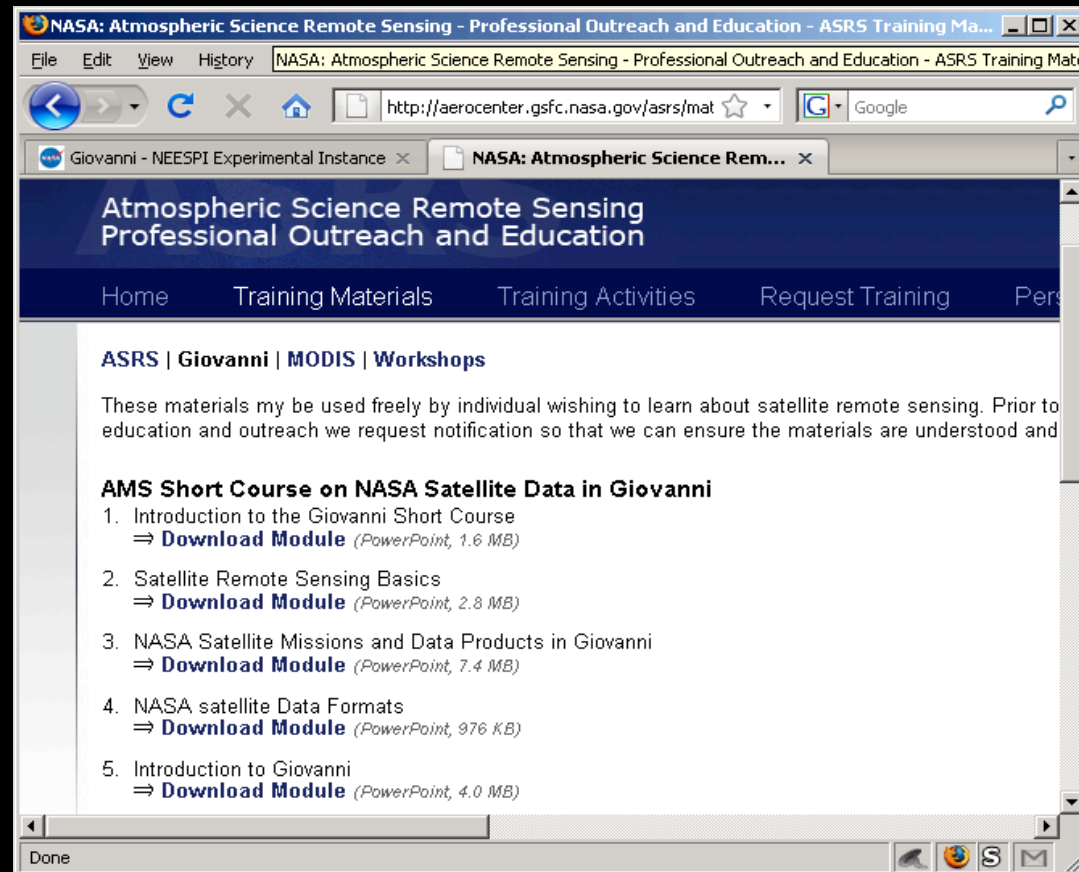 NASA: Atmospheric Science Remote Sensing - Professional Outreach and Education - ASRS Training Ma...
File Edit View History NASA: Atmospheric Science Remote Sensing - Professional Outreach and Education - ASRS Training Mate
http://aerocenter.gsfc.nasa.gov/asrs/mat G Google
Giovanni - NEESPI Experimental Instance NASA: Atmospheric Science Rem...
ASRS
Atmospheric Science Remote Sensing
Professional Outreach and Education
Home Training Materials Training Activities Request Training Pers
ASRS | Giovanni | MODIS | Workshops
These materials my be used freely by individual wishing to learn about satellite remote sensing. Prior to
education and outreach we request notification so that we can ensure the materials are understood and
AMS Short Course on NASA Satellite Data in Giovanni
1. Introduction to the Giovanni Short Course
⇒ Download Module (PowerPoint, 1.6 MB)
2. Satellite Remote Sensing Basics
⇒ Download Module (PowerPoint, 2.8 MB)
3. NASA Satellite Missions and Data Products in Giovanni
⇒ Download Module (PowerPoint, 7.4 MB)
4. NASA satellite Data Formats
⇒ Download Module (PowerPoint, 976 KB)
5. Introduction to Giovanni
⇒ Download Module (PowerPoint, 4.0 MB)
Done S